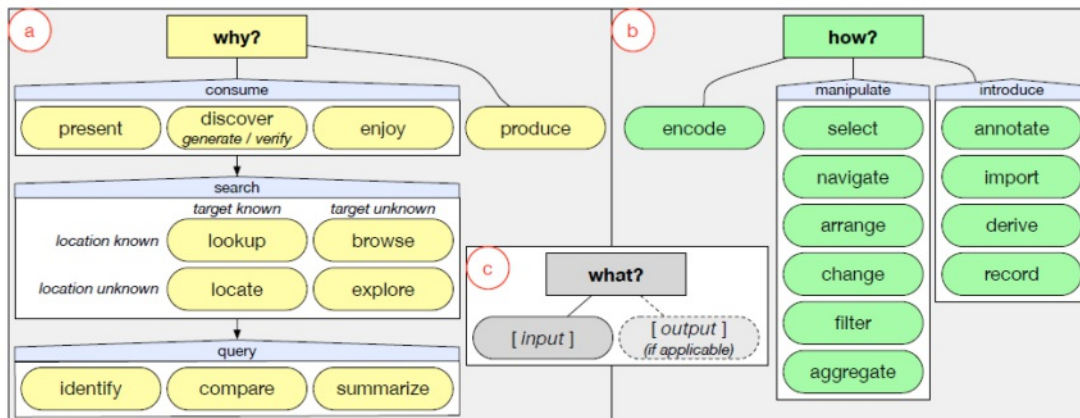 a
why?
consume
present
discover
generate / verify
enjoy
produce
search
target known
target unknown
location known
lookup
browse
location unknown
locate
explore
query
identify
compare
summarize
b
how?
encode
manipulate
select
navigate
arrange
change
filter
aggregate
introduce
annotate
import
derive
record
c
what?
[ input ]
[ output ]
(if applicable)